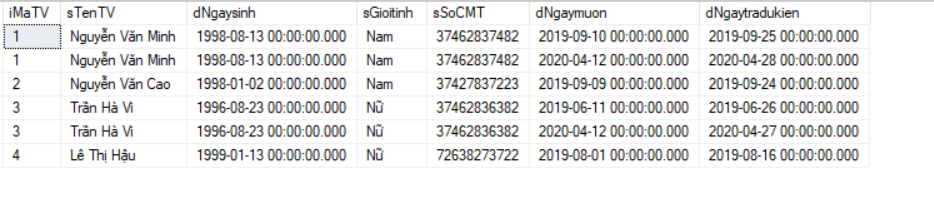 iMaTV sTenTV dNgaysinh sGioitinh sSoCMT dNgaymuon dNgaytradukien
1 Nguyễn Văn Minh 1998-08-13 00:00:00.000 Nam 37462837482 2019-09-10 00:00:00.000 2019-09-25 00:00:00.000
1 Nguyễn Văn Minh 1998-08-13 00:00:00.000 Nam 37462837482 2020-04-12 00:00:00.000 2020-04-28 00:00:00.000
2 Nguyễn Văn Cao 1998-01-02 00:00:00.000 Nam 37427837223 2019-09-09 00:00:00.000 2019-09-24 00:00:00.000
3 Trần Hà Vi 1996-08-23 00:00:00.000 Nữ 37462836382 2019-06-11 00:00:00.000 2019-06-26 00:00:00.000
3 Trần Hà Vi 1996-08-23 00:00:00.000 Nữ 37462836382 2020-04-12 00:00:00.000 2020-04-27 00:00:00.000
4 Lê Thị Hậu 1999-01-13 00:00:00.000 Nữ 72638273722 2019-08-01 00:00:00.000 2019-08-16 00:00:00.000